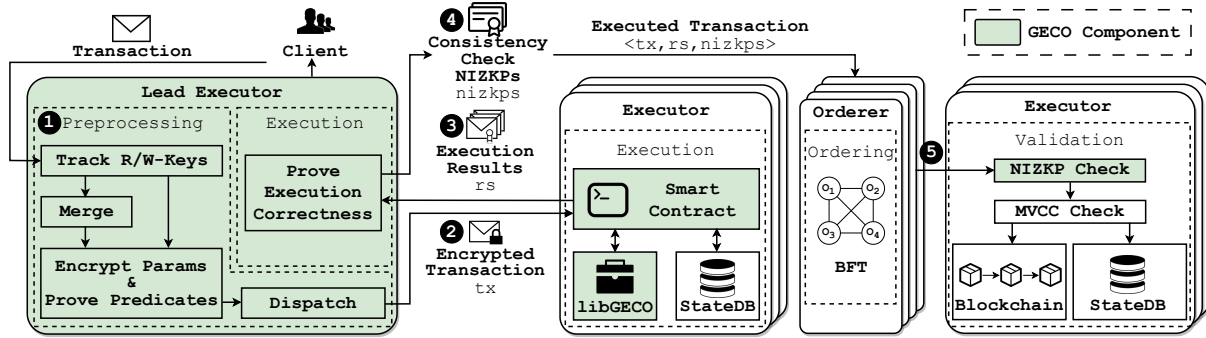 Transaction
Client
Lead Executor
1
Preprocessing
Track R/W-Keys
Merge
Encrypt Params
&
Prove Predicates
Dispatch
Execution
Prove
Execution
Correctness
4
Consistency
Check
NIZKPs
nizkps
3
Execution
Results
rs
2
Encrypted
Transaction
tx
Executed Transaction
<tx,rs,nizkps>
Executor
Execution
Smart
Contract
libGECO
StateDB
Orderer
Ordering
O1
O2
O3
O4
BFT
5
GECO Component
Executor
Validation
NIZKP Check
MVCC Check
Blockchain
StateDB